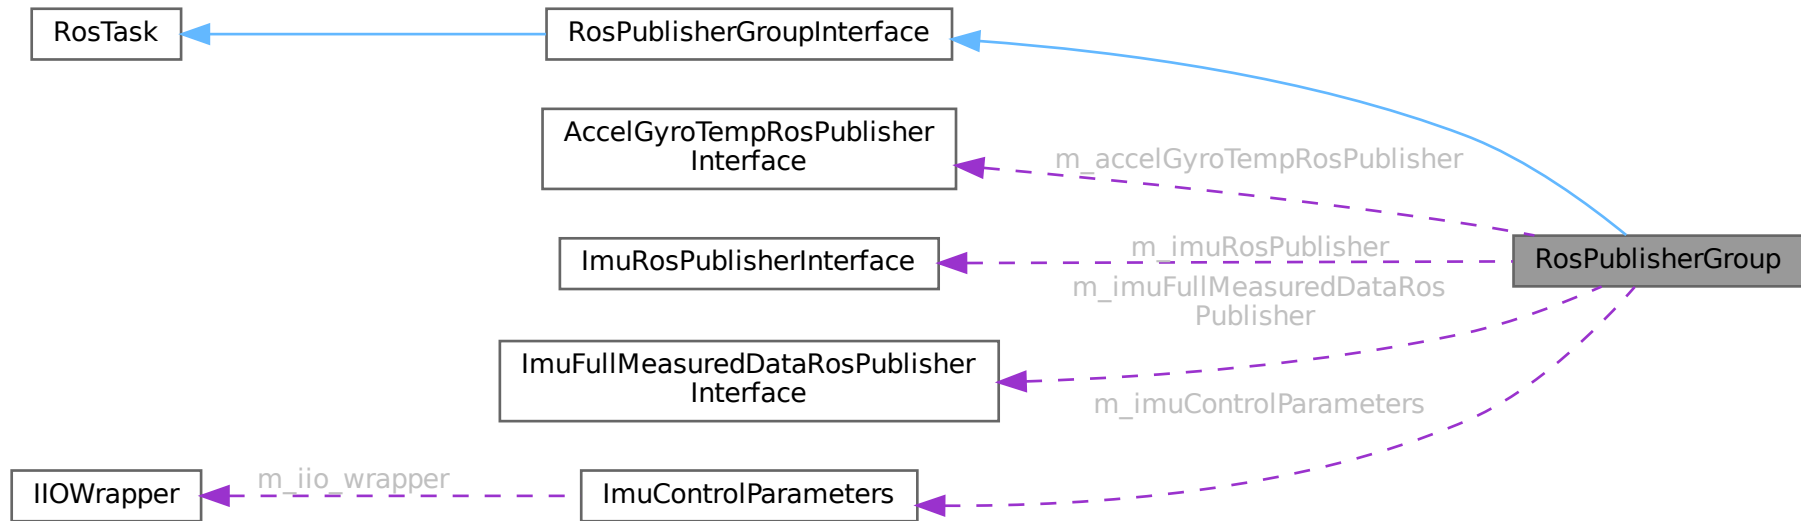 RosTask
RosPublisherGroupInterface
AccelGyroTempRosPublisher
Interface
m_accelGyroTempRosPublisher
ImuRosPublisherInterface
m_imuRosPublisher
RosPublisherGroup
m_imuFullMeasuredDataRos
Publisher
ImuFullMeasuredDataRosPublisher
Interface
m_imuControlParameters
IIOWrapper
m_iio_wrapper
ImuControlParameters